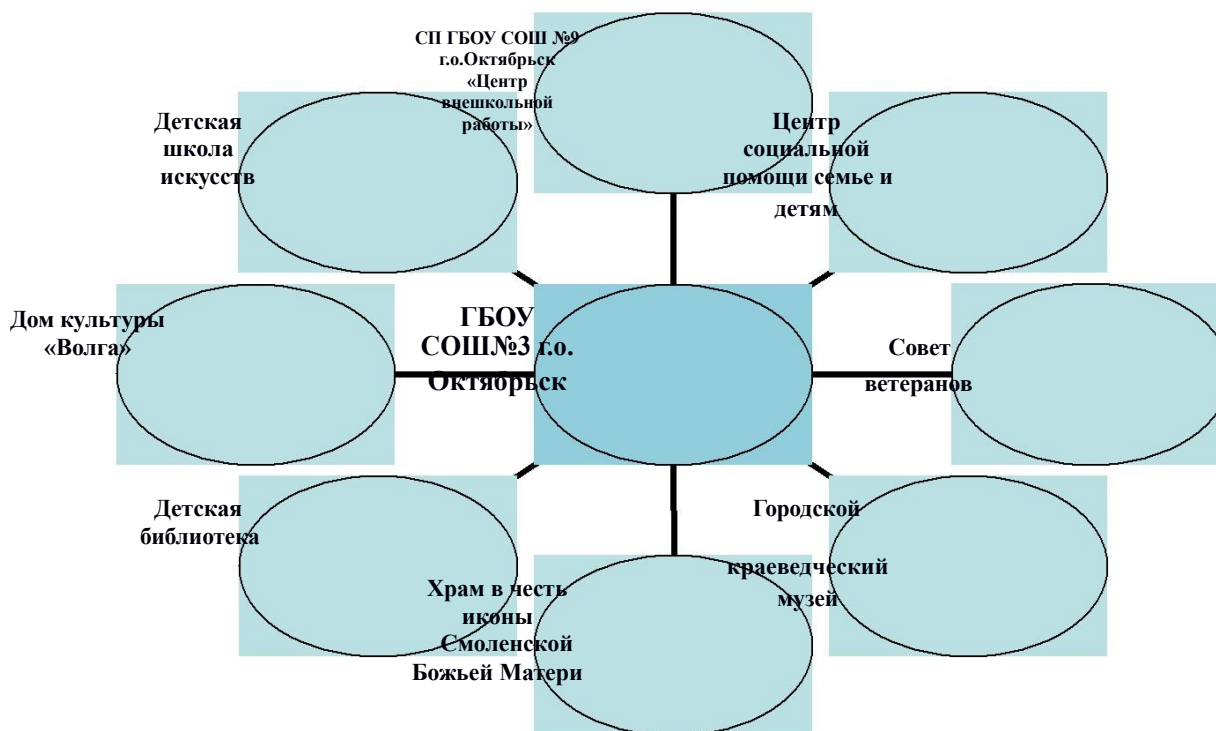 СП ГБОУ СОШ №9
г.о.Октябрьск
«Центр
внешкольной
работы»
Детская
школа
искусств
Центр
социальной
помощи семье и
детям
Дом культуры
«Волга»
ГБОУ
СОШ№3 г.о.
Октябрьск
Совет
ветеранов
Детская
библиотека
Городской
краеведческий
музей
Храм в честь
иконы
Смоленской
Божьей Матери